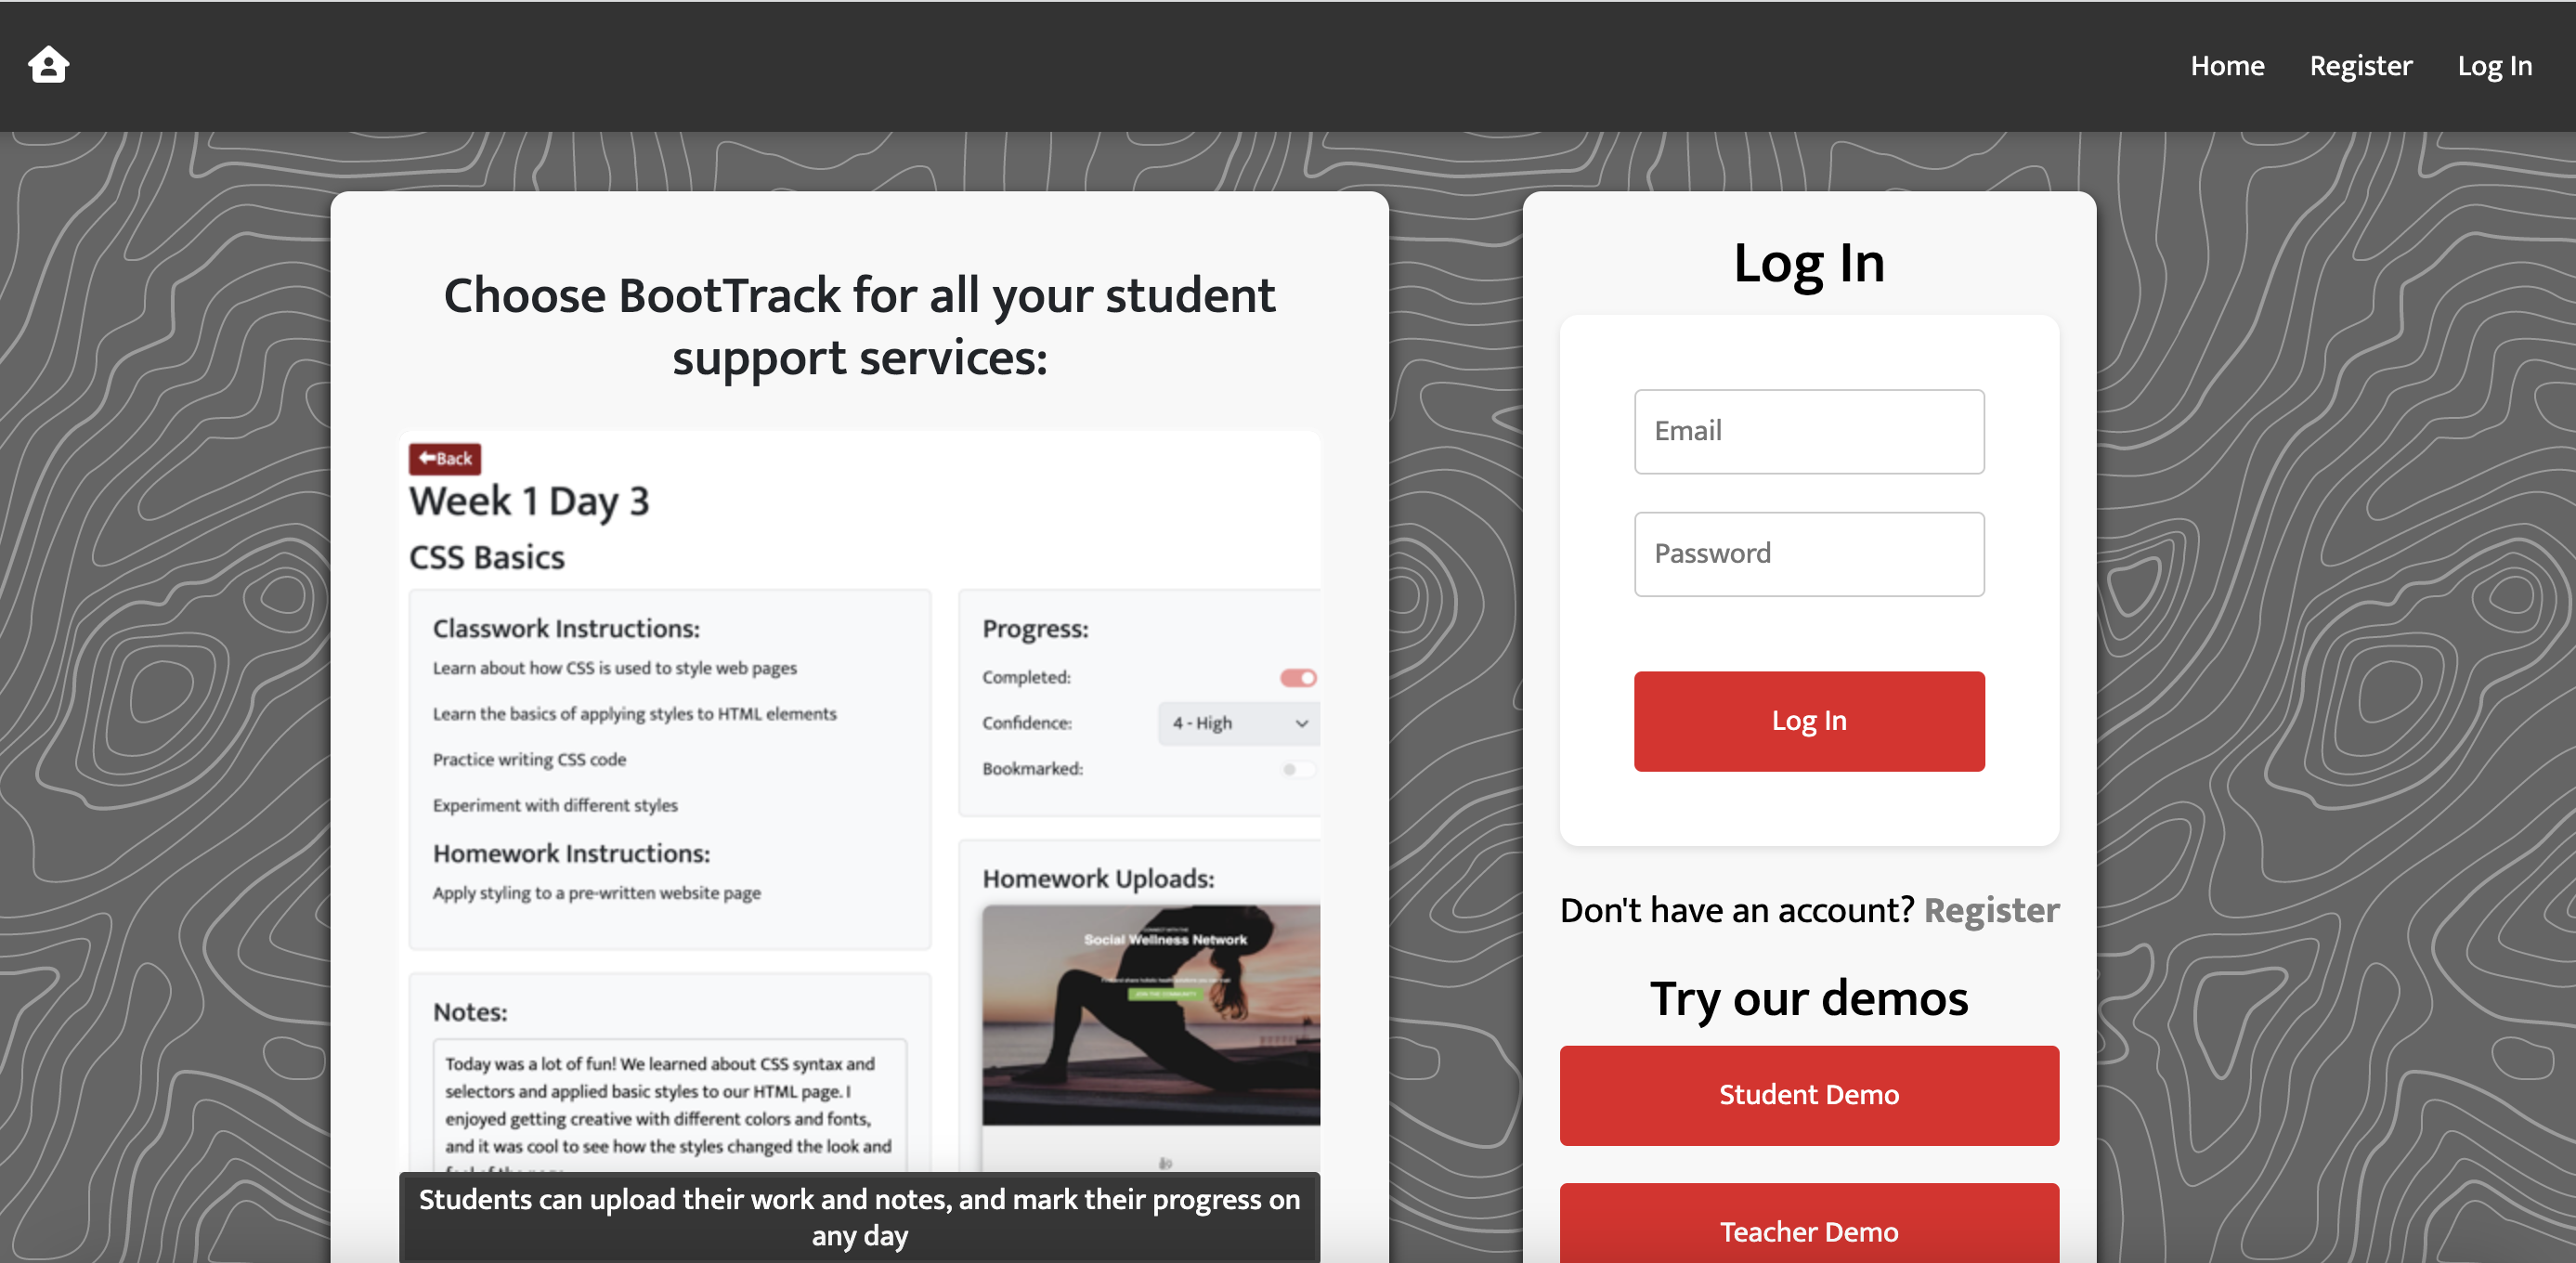 Home
Register
Log In
Choose BootTrack for all your student
support services:
Back
Week 1 Day 3
CSS Basics
Classwork Instructions:
Learn about how CSS is used to style web pages
Learn the basics of applying styles to HTML elements
Practice writing CSS code
Experiment with different styles
Homework Instructions:
Apply styling to a pre-written website page
Notes:
Today was a lot of fun! We learned about CSS syntax and
selectors and applied basic styles to our HTML page. I
enjoyed getting creative with different colors and fonts,
and it was cool to see how the styles changed the look and
Progress:
Completed:
Confidence:
4 - High
Bookmarked:
Homework Uploads:
Social Wellness Network
JOIN THE COMMUNITY
Students can upload their work and notes, and mark their progress on
any day
Log In
Email
Password
Log In
Don't have an account? Register
Try our demos
Student Demo
Teacher Demo